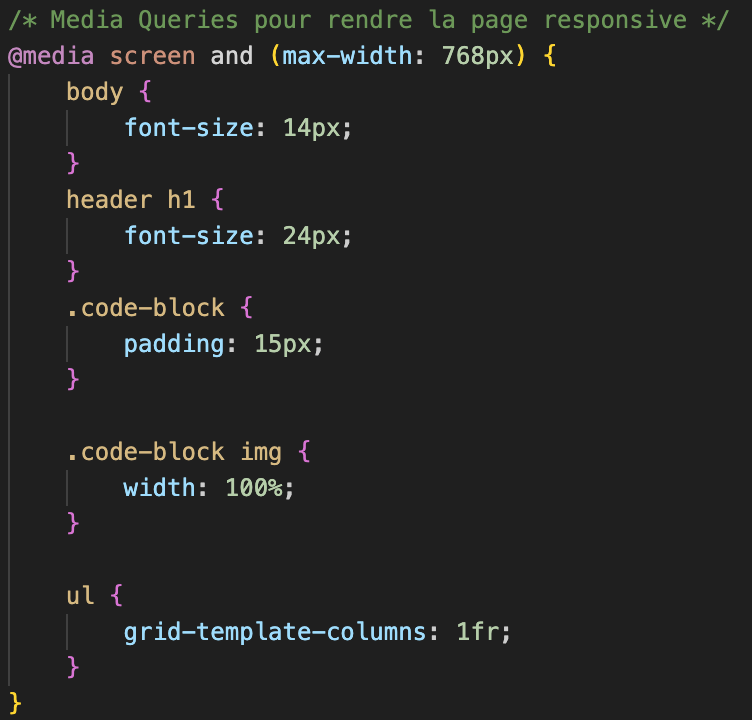 /* Media Queries pour rendre la page responsive */
@media screen and (max-width: 768px) {
    body {
        font-size: 14px;
    }
    header h1 {
        font-size: 24px;
    }
    .code-block {
        padding: 15px;
    }

    .code-block img {
        width: 100%;
    }

    ul {
        grid-template-columns: 1fr;
    }
}